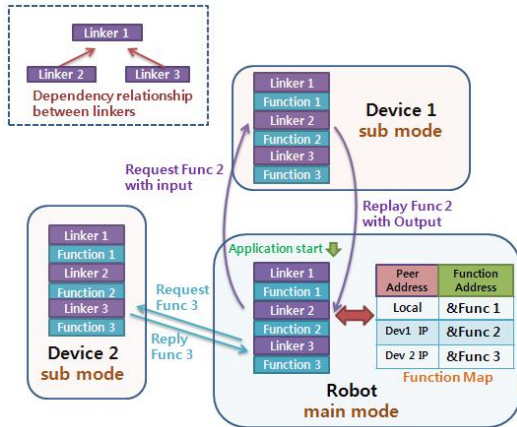 Linker 1
Linker 2
Linker 3
Dependency relationship
between linkers
Linker 1
Function 1
Linker 2
Function 2
Linker 3
Function 3
Device 1
sub mode
Request Func 2
with input
Replay Func 2
with Output
Linker 1
Function 1
Linker 2
Function 2
Linker 3
Function 3
Device 2
sub mode
Request
Func 3
Reply
Func 3
Application start
Linker 1
Function 1
Linker 2
Function 2
Linker 3
Function 3
Peer Address
Function Address
Local
&Func 1
Dev1 IP
&Func 2
Dev 2 IP
&Func 3
Function Map
Robot
main mode